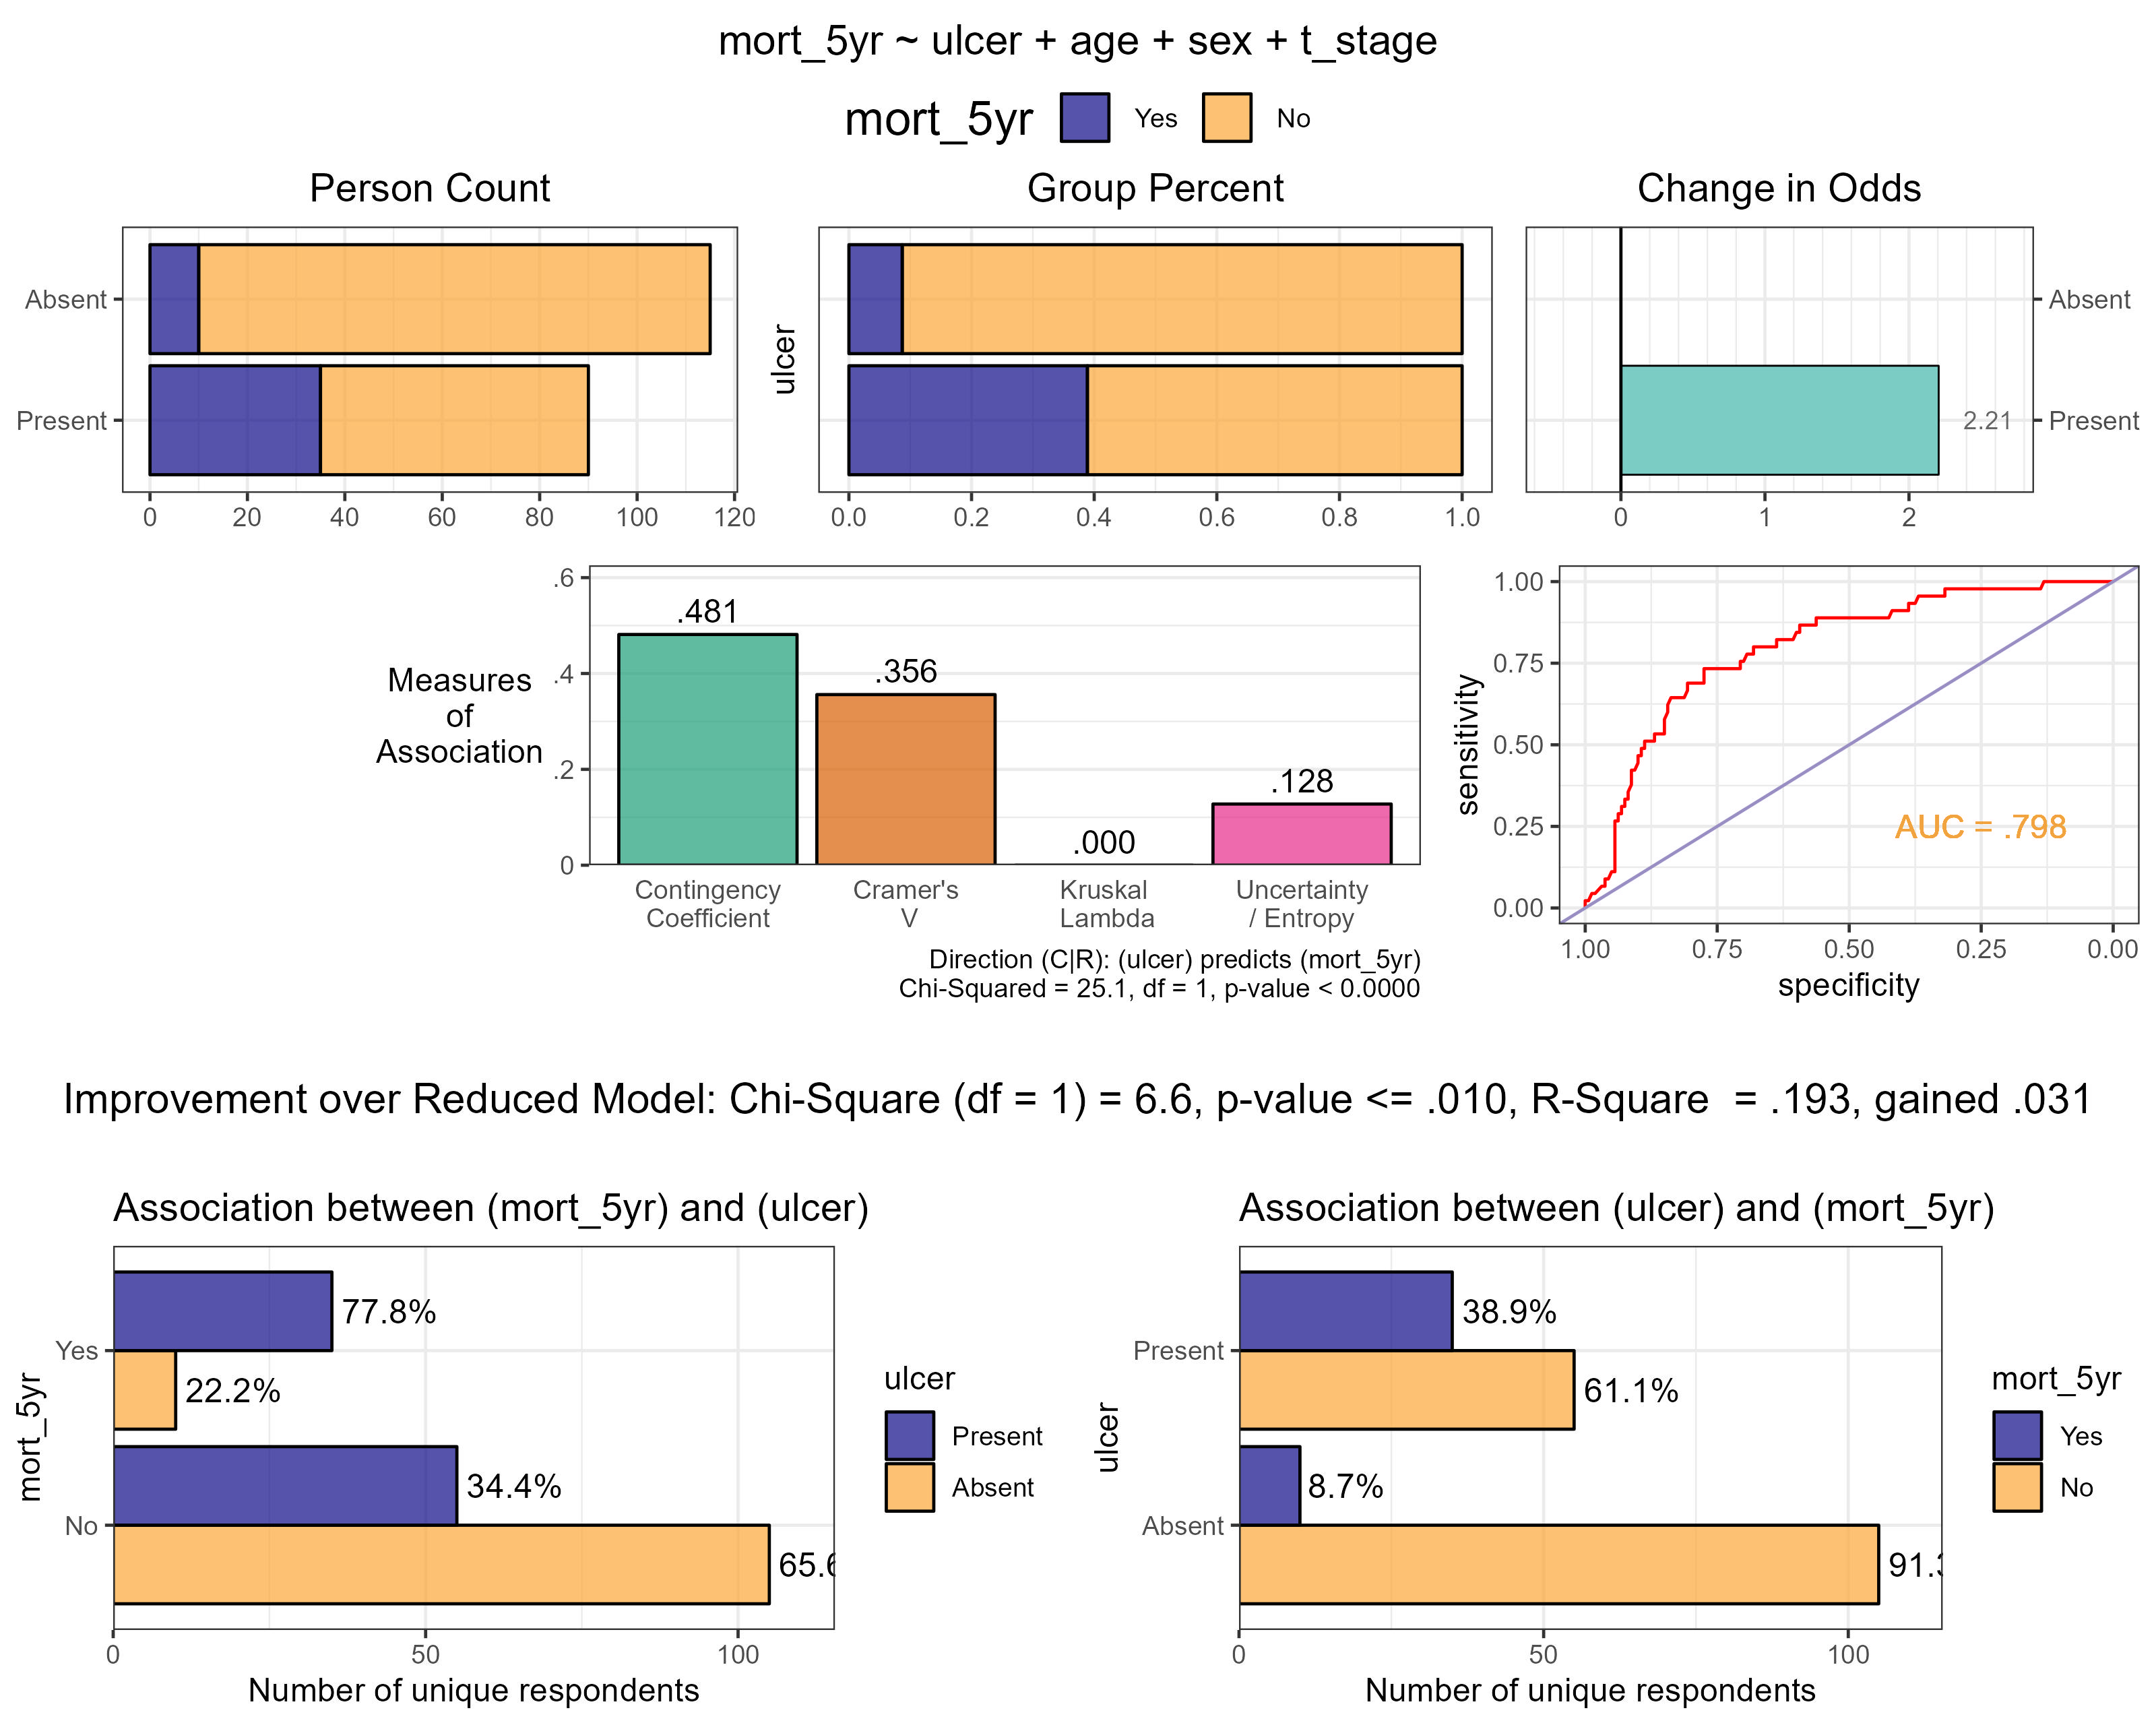 mort_5yr ~ ulcer + age + sex + t_stage
mort_5yr Yes No
Person Count
Group Percent
Change in Odds
Absent
Present
0 20 40 60 80 100 120
ulcer
0.0 0.2 0.4 0.6 0.8 1.0
2.21
Absent
Present
0 1 2
Measures
of
Association
.6
.4
.2
0
.481
.356
.000
.128
Contingency
Coefficient
Cramer's
V
Kruskal
Lambda
Uncertainty
/ Entropy
Direction (C|R): (ulcer) predicts (mort_5yr)
Chi-Squared = 25.1, df = 1, p-value < 0.0000
sensitivity
1.00
0.75
0.50
0.25
0.00
AUC = .798
1.00 0.75 0.50 0.25 0.00
specificity
Improvement over Reduced Model: Chi-Square (df = 1) = 6.6, p-value <= .010, R-Square = .193, gained .031
Association between (mort_5yr) and (ulcer)
mort_5yr
Yes
No
77.8%
22.2%
34.4%
65.6
0 50 100
Number of unique respondents
ulcer
Present
Absent
Association between (ulcer) and (mort_5yr)
ulcer
Present
Absent
38.9%
61.1%
8.7%
91.3
0 50 100
Number of unique respondents
mort_5yr
Yes
No